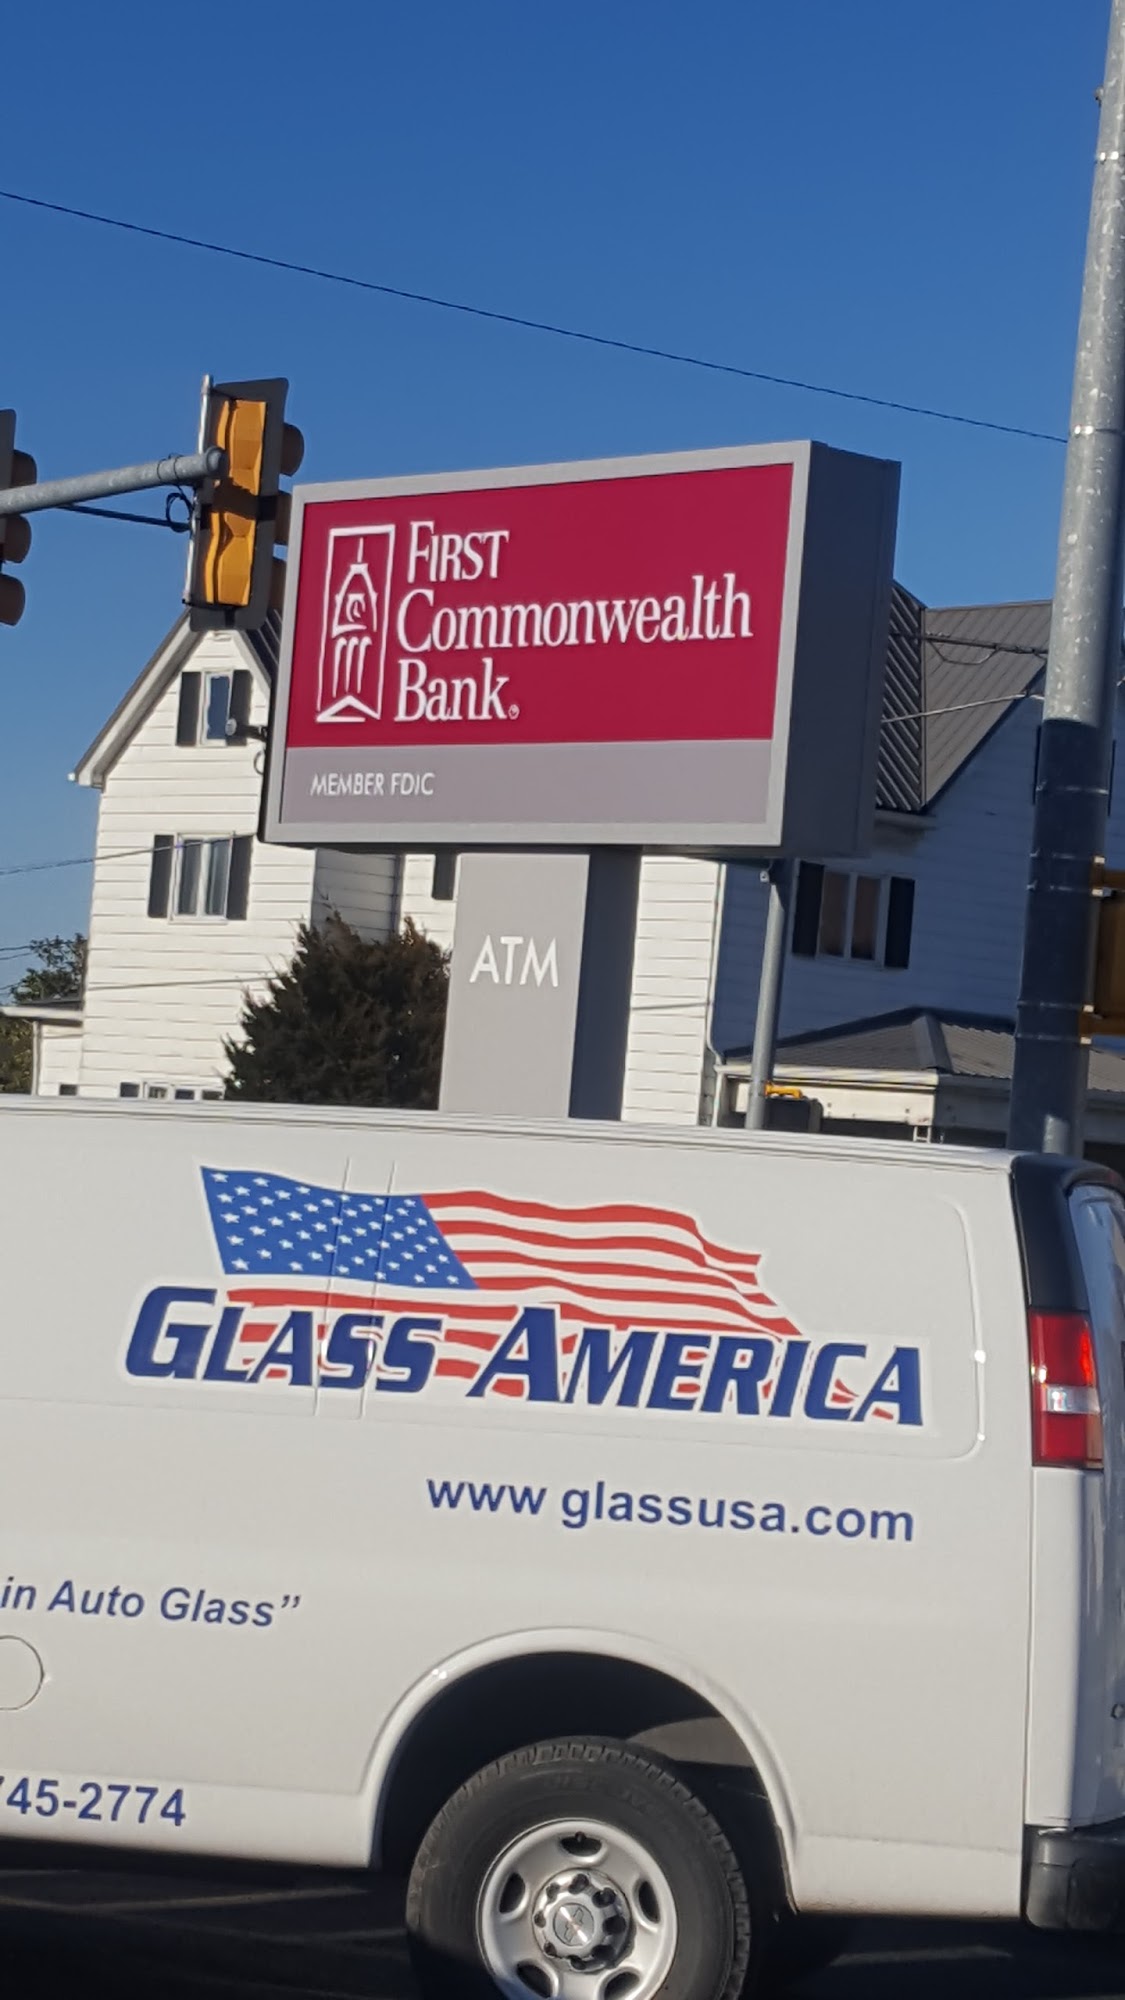 First
Commonwealth
Bank
MEMBER FDIC
ATM
GLASS AMERICA
www glassusa.com
in Auto Glass”
45-2774